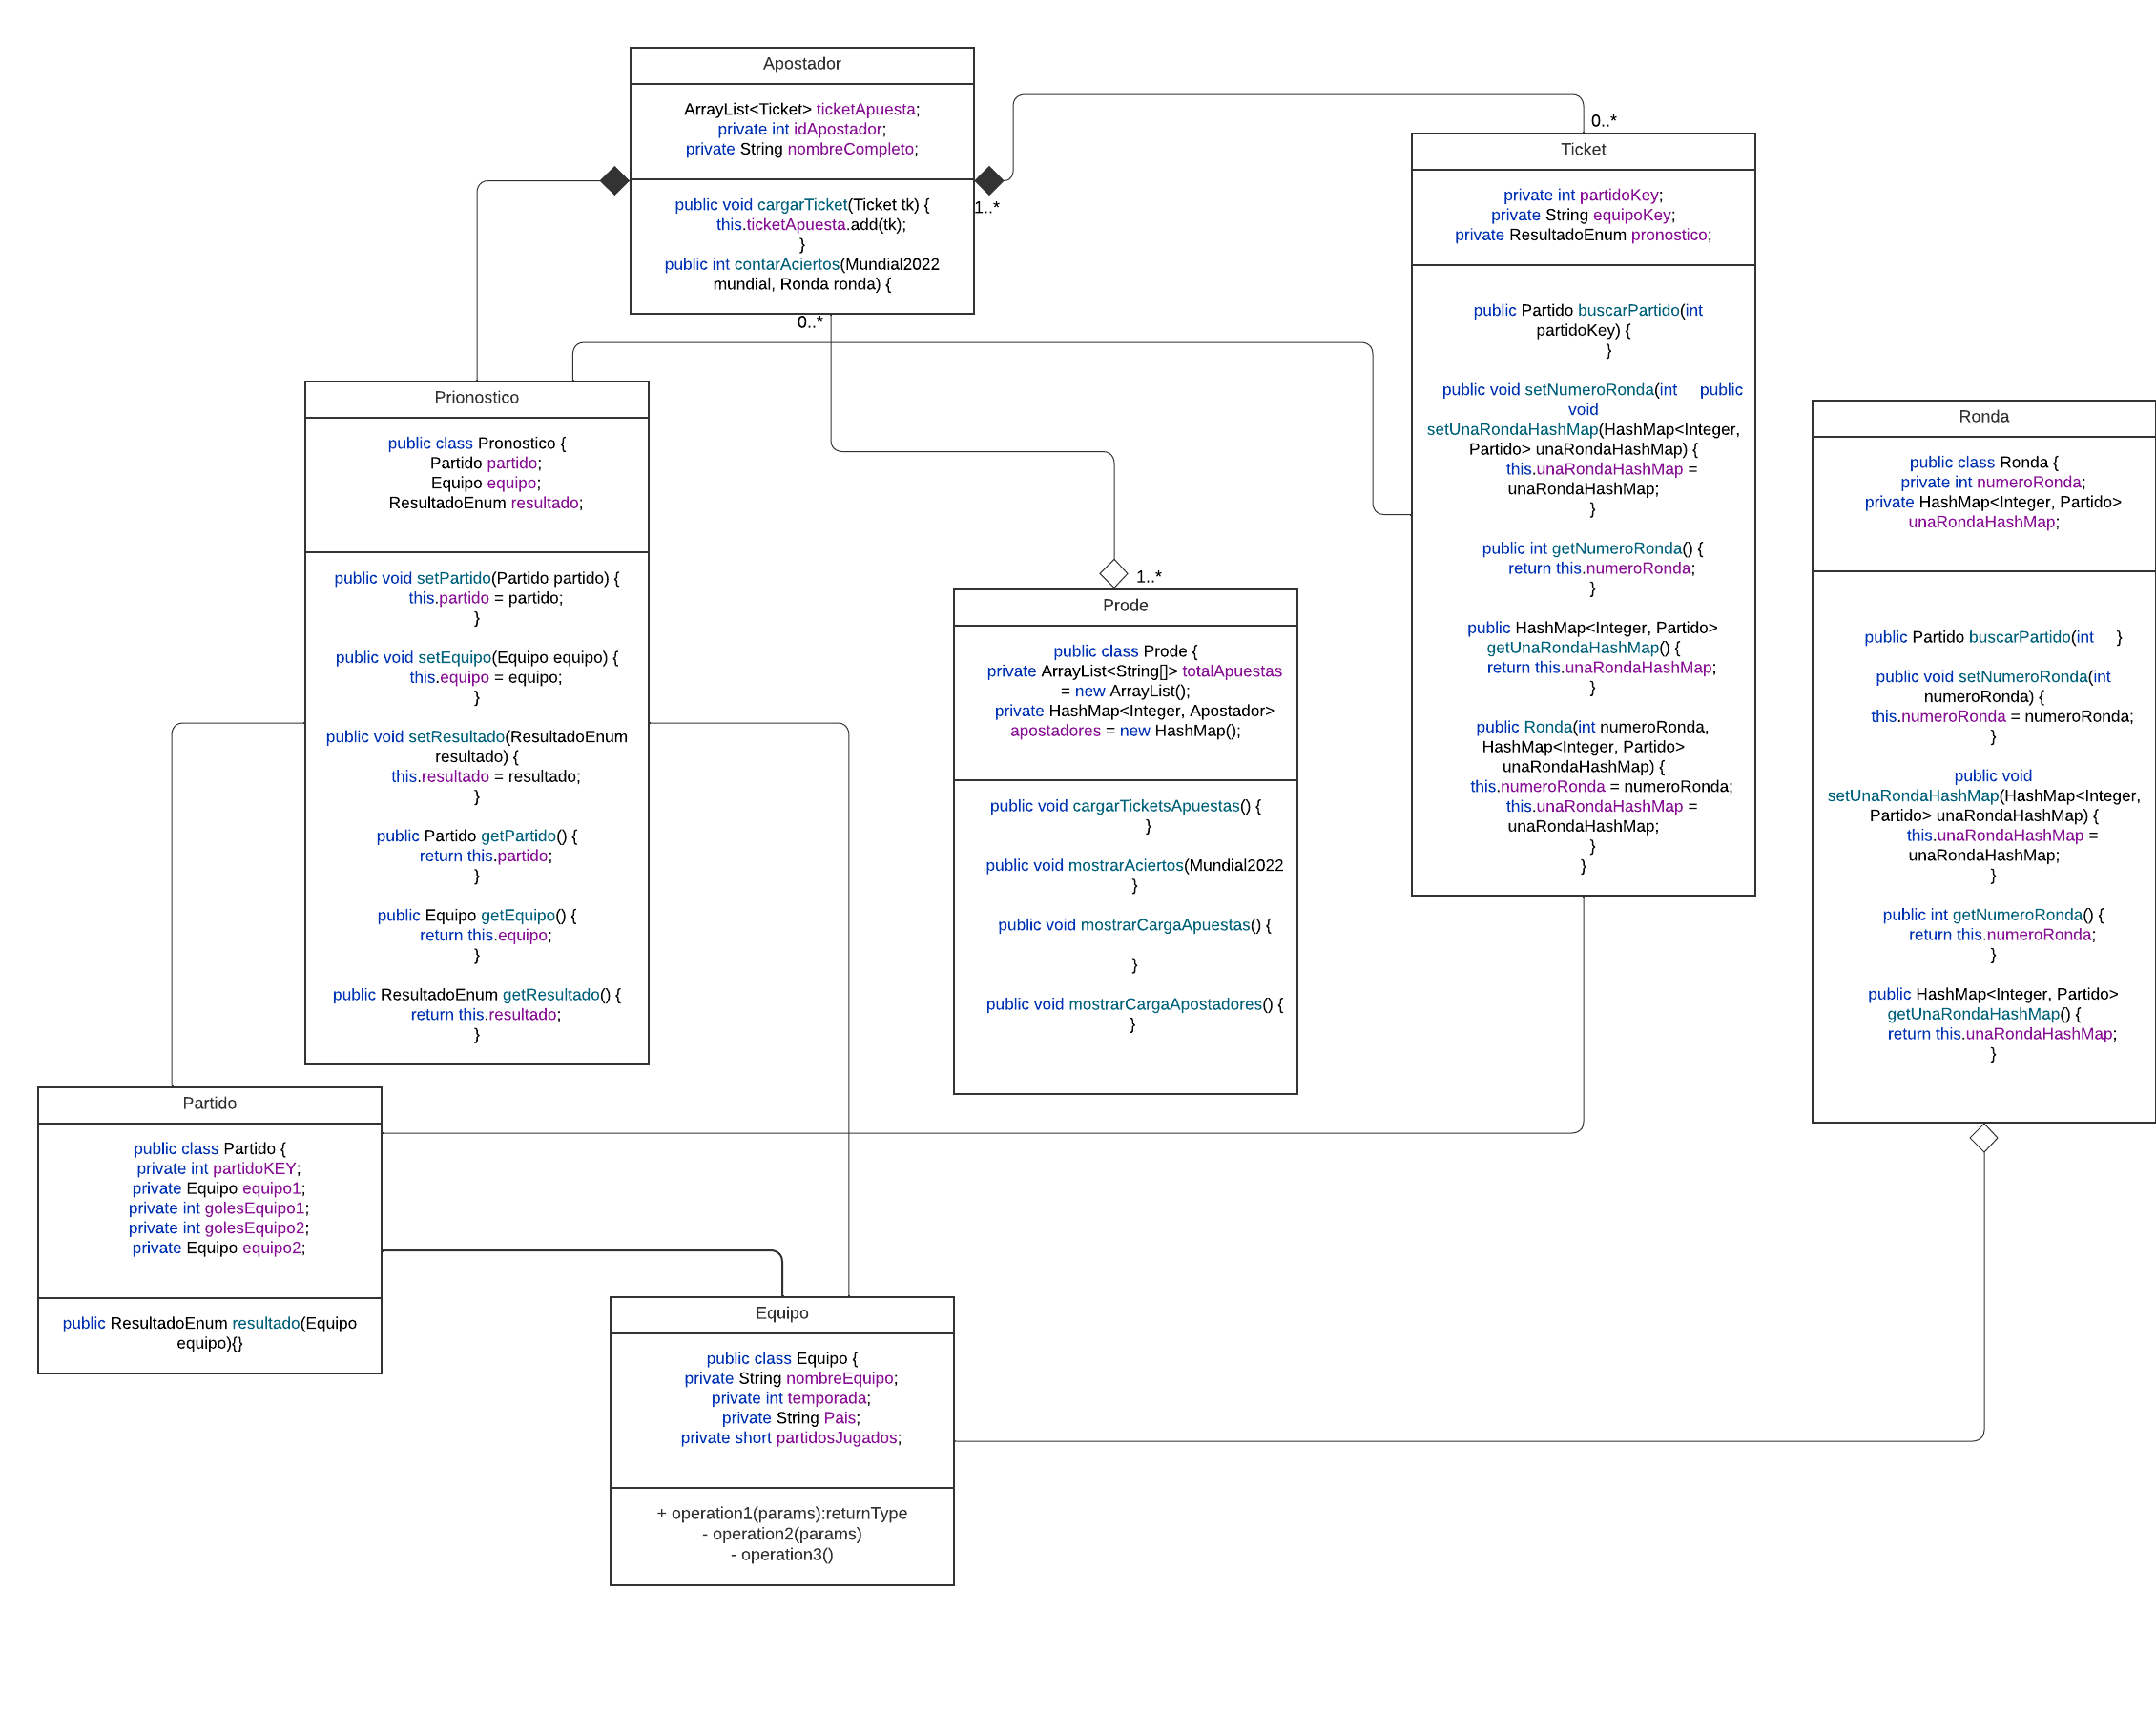 Apostador
ArrayList<Ticket> ticketApuesta;
private int idApostador;
private String nombreCompleto;
public void cargarTicket(Ticket tk) {
this.ticketApuesta.add(tk);
}
public int contarAciertos(Mundial2022
mundial, Ronda ronda) {
0..*
1..*
0..*
Ticket
private int partidoKey;
private String equipoKey;
private ResultadoEnum pronostico;
public Partido buscarPartido(int
partidoKey) {
}
public void setNumeroRonda(int public
void
setUnaRondaHashMap(HashMap<Integer,
Partido> unaRondaHashMap) {
this.unaRondaHashMap =
unaRondaHashMap;
}
public int getNumeroRonda() {
return this.numeroRonda;
}
public HashMap<Integer, Partido>
getUnaRondaHashMap() {
return this.unaRondaHashMap;
}
public Ronda(int numeroRonda,
HashMap<Integer, Partido>
unaRondaHashMap) {
this.numeroRonda = numeroRonda;
this.unaRondaHashMap =
unaRondaHashMap;
}
}
Prionostico
public class Pronostico {
Partido partido;
Equipo equipo;
ResultadoEnum resultado;
public void setPartido(Partido partido) {
this.partido = partido;
}
public void setEquipo(Equipo equipo) {
this.equipo = equipo;
}
public void setResultado(ResultadoEnum
resultado) {
this.resultado = resultado;
}
public Partido getPartido() {
return this.partido;
}
public Equipo getEquipo() {
return this.equipo;
}
public ResultadoEnum getResultado() {
return this.resultado;
}
1..*
Prode
public class Prode {
private ArrayList<String[]> totalApuestas
= new ArrayList();
private HashMap<Integer, Apostador>
apostadores = new HashMap();
public void cargarTicketsApuestas() {
}
public void mostrarAciertos(Mundial2022
}
public void mostrarCargaApuestas() {
}
public void mostrarCargaApostadores() {
}
Ronda
public class Ronda {
private int numeroRonda;
private HashMap<Integer, Partido>
unaRondaHashMap;
public Partido buscarPartido(int }
public void setNumeroRonda(int
numeroRonda) {
this.numeroRonda = numeroRonda;
}
public void
setUnaRondaHashMap(HashMap<Integer,
Partido> unaRondaHashMap) {
this.unaRondaHashMap =
unaRondaHashMap;
}
public int getNumeroRonda() {
return this.numeroRonda;
}
public HashMap<Integer, Partido>
getUnaRondaHashMap() {
return this.unaRondaHashMap;
}
Partido
public class Partido {
private int partidoKEY;
private Equipo equipo1;
private int golesEquipo1;
private int golesEquipo2;
private Equipo equipo2;
public ResultadoEnum resultado(Equipo
equipo){}
Equipo
public class Equipo {
private String nombreEquipo;
private int temporada;
private String Pais;
private short partidosJugados;
+ operation1(params):returnType
- operation2(params)
- operation3()